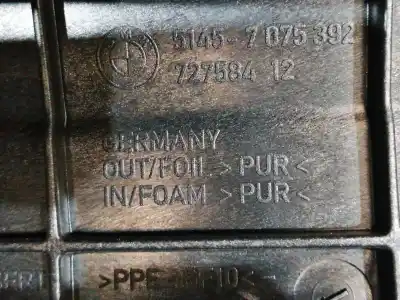 5145-7 075 392
727584 12
GERMANY
OUT/FOIL >PUR<
IN/FOAM >PUR<